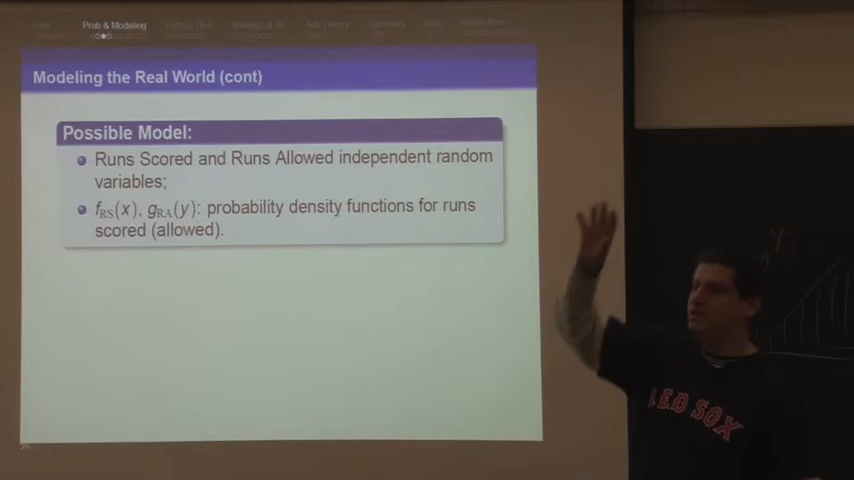 Prob & Modeling
Modeling the Real World (cont)
Possible Model:
Runs Scored and Runs Allowed independent random
variables;
f_RS(x), g_RA(y): probability density functions for runs
scored (allowed).
RED SOX